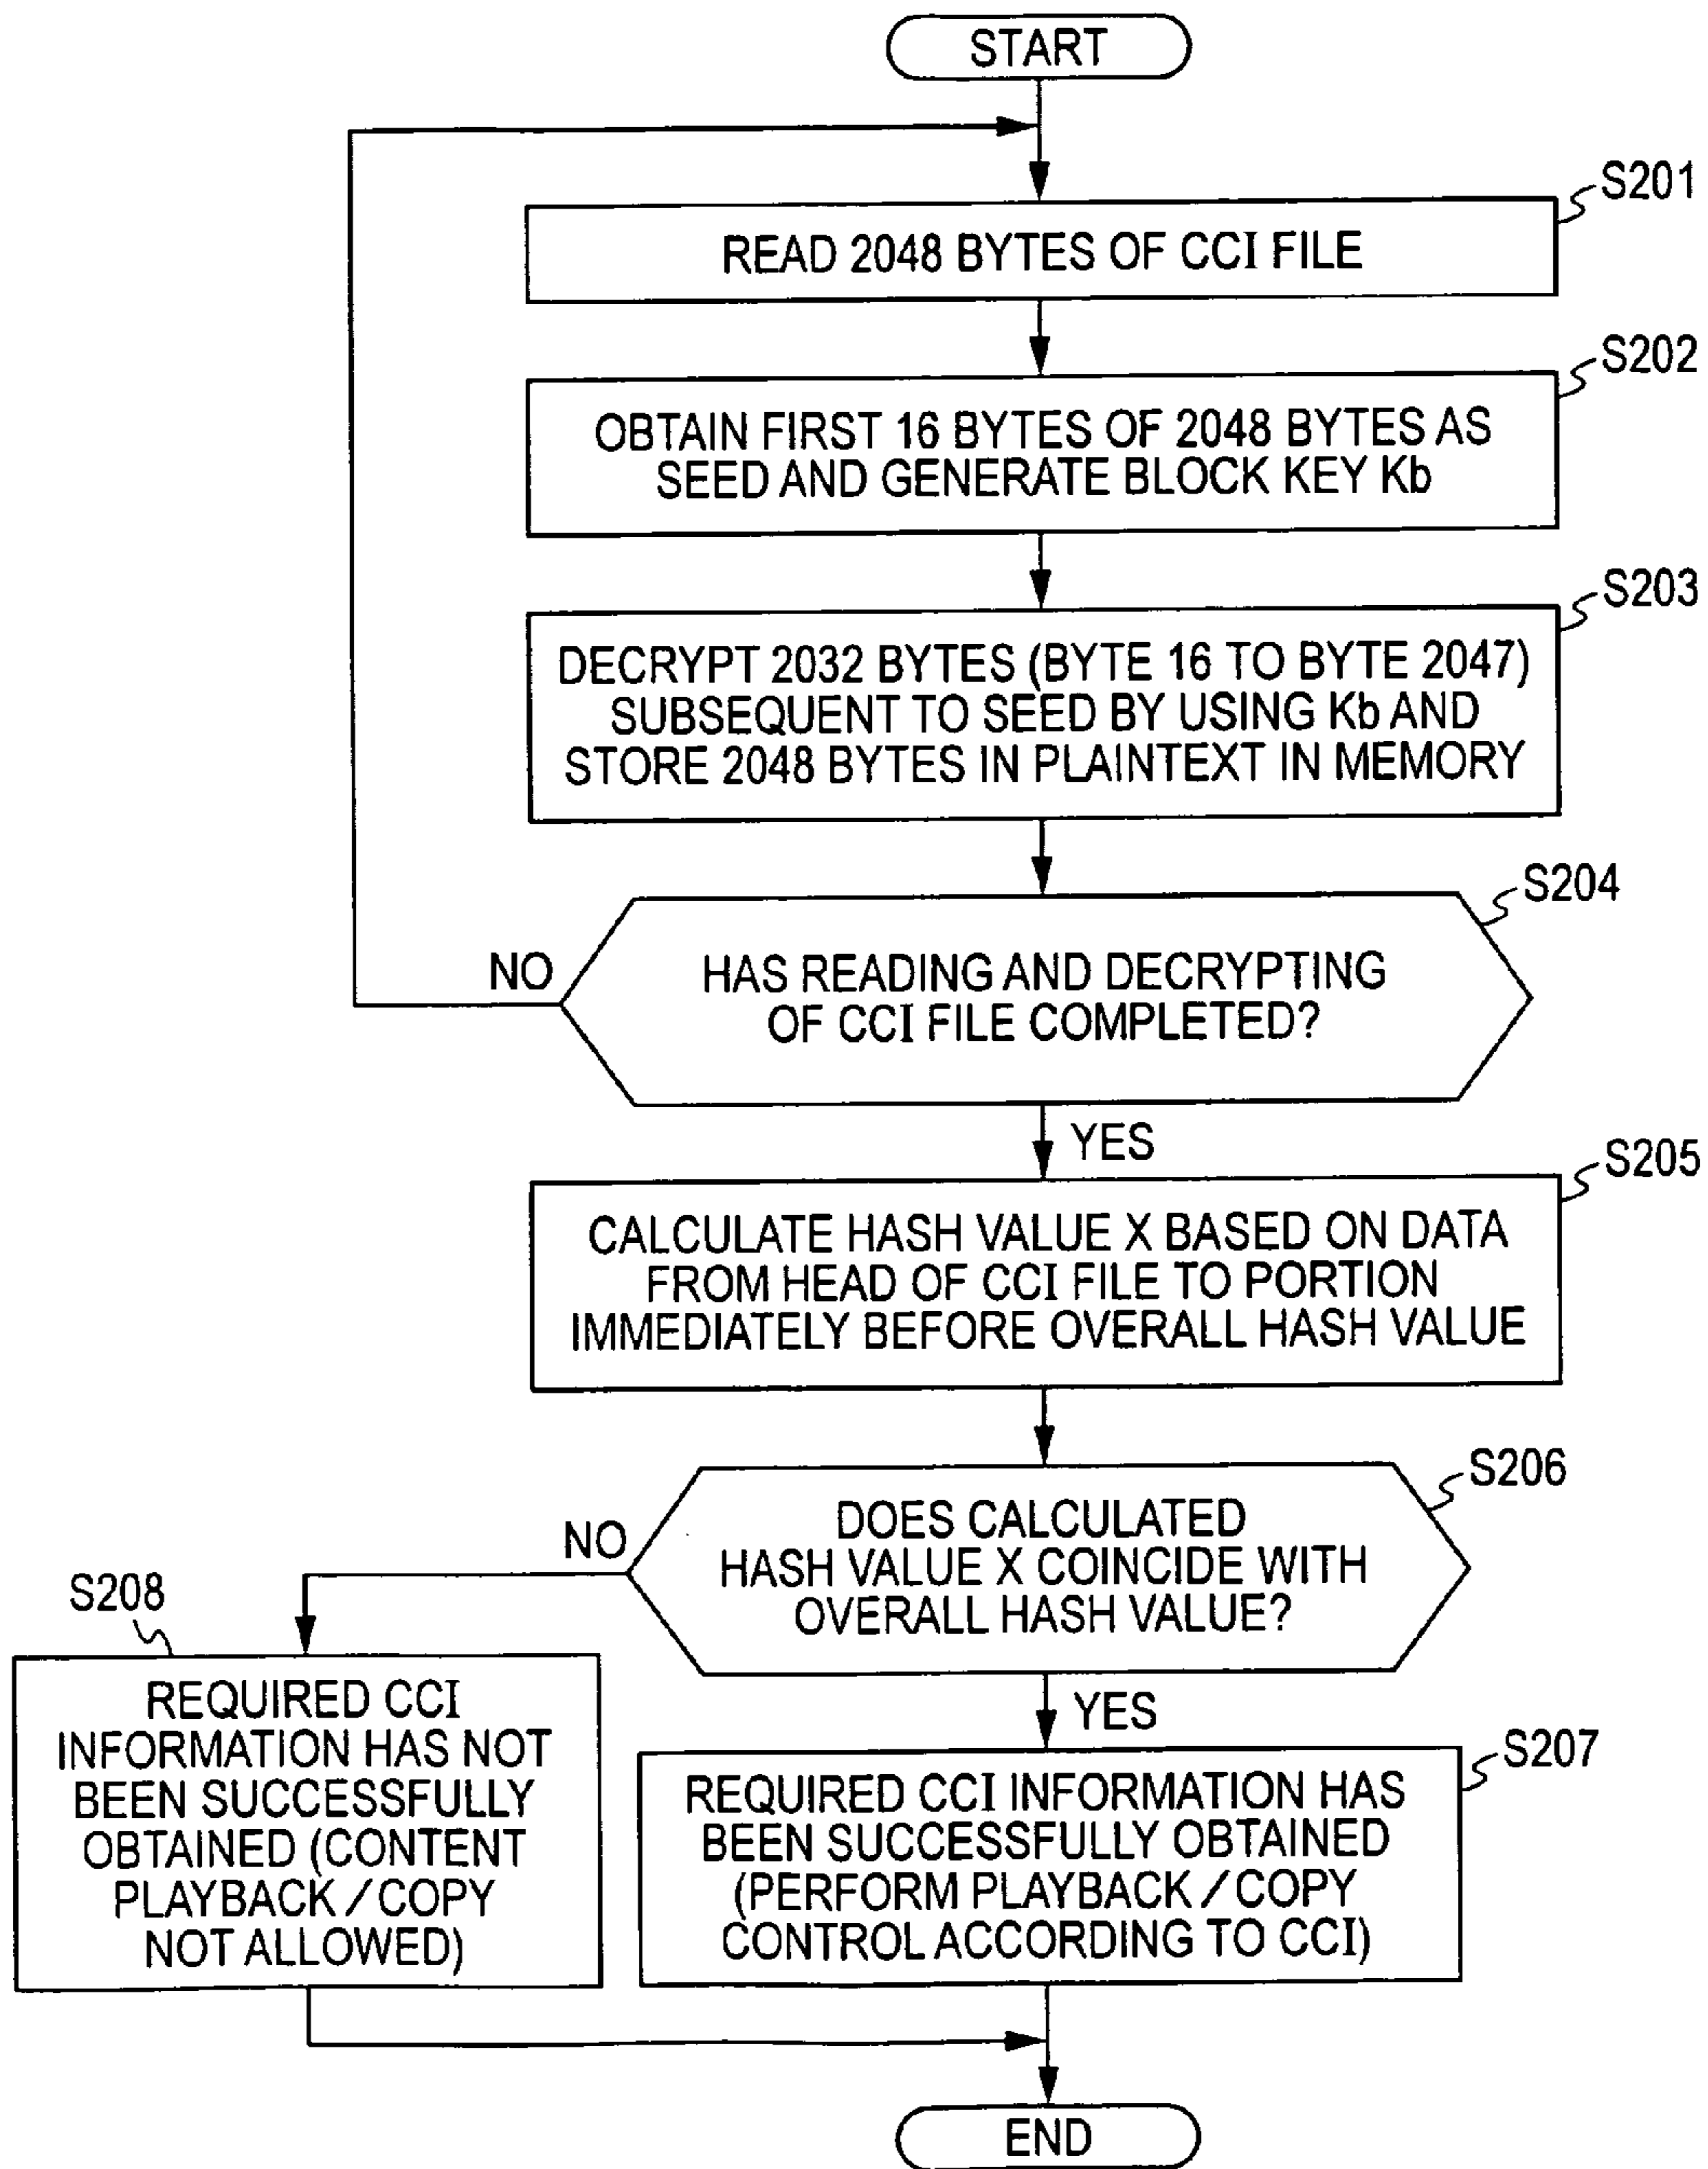 START
S201
READ 2048 BYTES OF CCI FILE
S202
OBTAIN FIRST 16 BYTES OF 2048 BYTES AS
SEED AND GENERATE BLOCK KEY Kb
S203
DECRYPT 2032 BYTES (BYTE 16 TO BYTE 2047)
SUBSEQUENT TO SEED BY USING Kb AND
STORE 2048 BYTES IN PLAINTEXT IN MEMORY
S204
NO
HAS READING AND DECRYPTING
OF CCI FILE COMPLETED?
YES
S205
CALCULATE HASH VALUE X BASED ON DATA
FROM HEAD OF CCI FILE TO PORTION
IMMEDIATELY BEFORE OVERALL HASH VALUE
S206
NO
DOES CALCULATED
HASH VALUE X COINCIDE WITH
OVERALL HASH VALUE?
S208
REQUIRED CCI
INFORMATION HAS NOT
BEEN SUCCESSFULLY
OBTAINED (CONTENT
PLAYBACK/COPY
NOT ALLOWED)
YES
S207
REQUIRED CCI INFORMATION HAS
BEEN SUCCESSFULLY OBTAINED
(PERFORM PLAYBACK/COPY
CONTROL ACCORDING TO CCI)
END